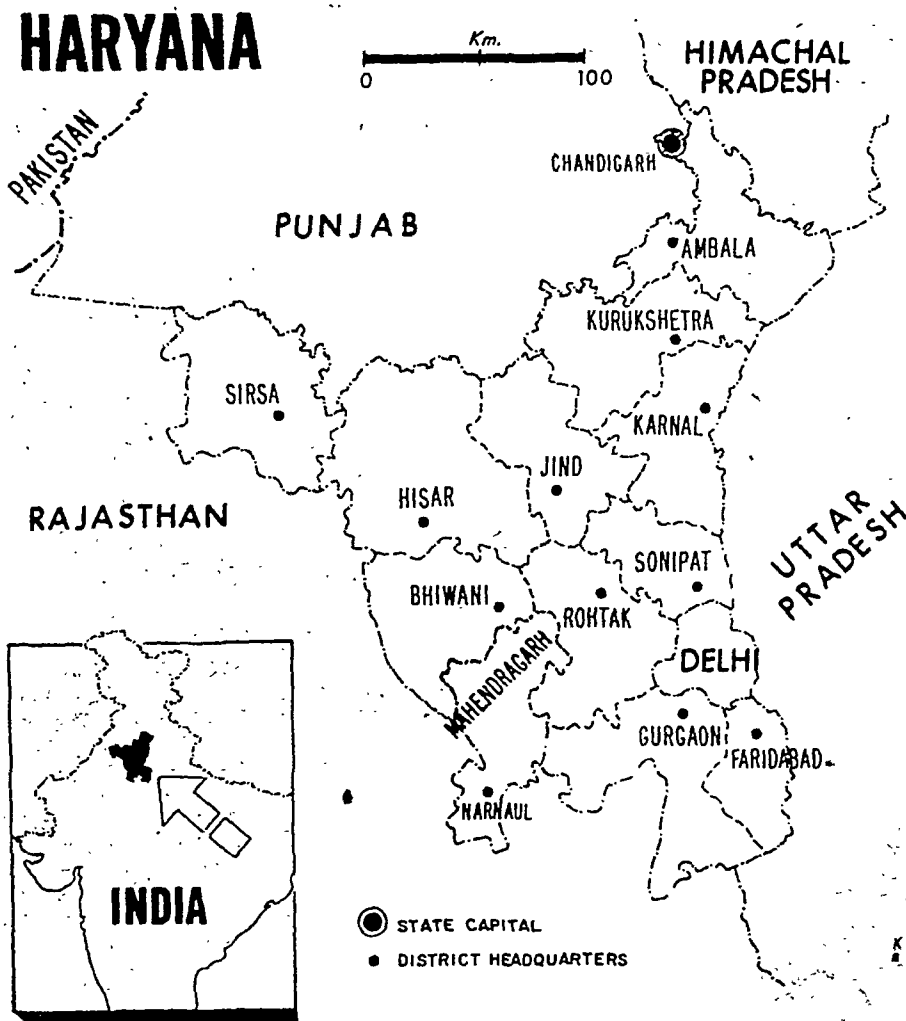 HARYANA
Km.
0 100
HIMACHAL
PRADESH
PAKISTAN
CHANDIGARH
PUNJAB
AMBALA
KURUKSHETRA
SIRSA
KARNAL
JIND
HISAR
RAJASTHAN
UTTAR
PRADESH
SONIPAT
BHIWANI
ROHTAK
MAHENDRAGARH
DELHI
GURGAON
FARIDABAD
NARNAUL
INDIA
STATE CAPITAL
DISTRICT HEADQUARTERS